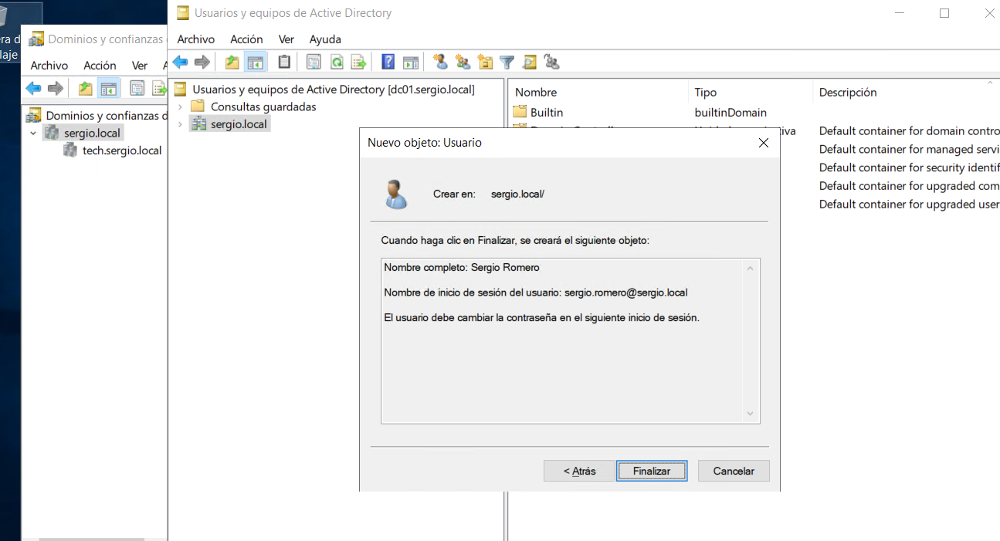 Usuarios y equipos de Active Directory
Archivo Acción Ver Ayuda
era d
laje
Dominios y confianzas
Archivo Acción Ver
Dominios y confianzas d
sergio.local
tech.sergio.local
Usuarios y equipos de Active Directory [dc01.sergio.local]
Consultas guardadas
sergio.local
Nombre Tipo Descripción
Builtin builtinDomain
Default container for domain contro
Default container for managed servi
Default container for security identif
Default container for upgraded com
Default container for upgraded user
Nuevo objeto: Usuario
Crear en: sergio.local/
Cuando haga clic en Finalizar, se creará el siguiente objeto:
Nombre completo: Sergio Romero
Nombre de inicio de sesión del usuario: sergio.romero@sergio.local
El usuario debe cambiar la contraseña en el siguiente inicio de sesión.
< Atrás Finalizar Cancelar